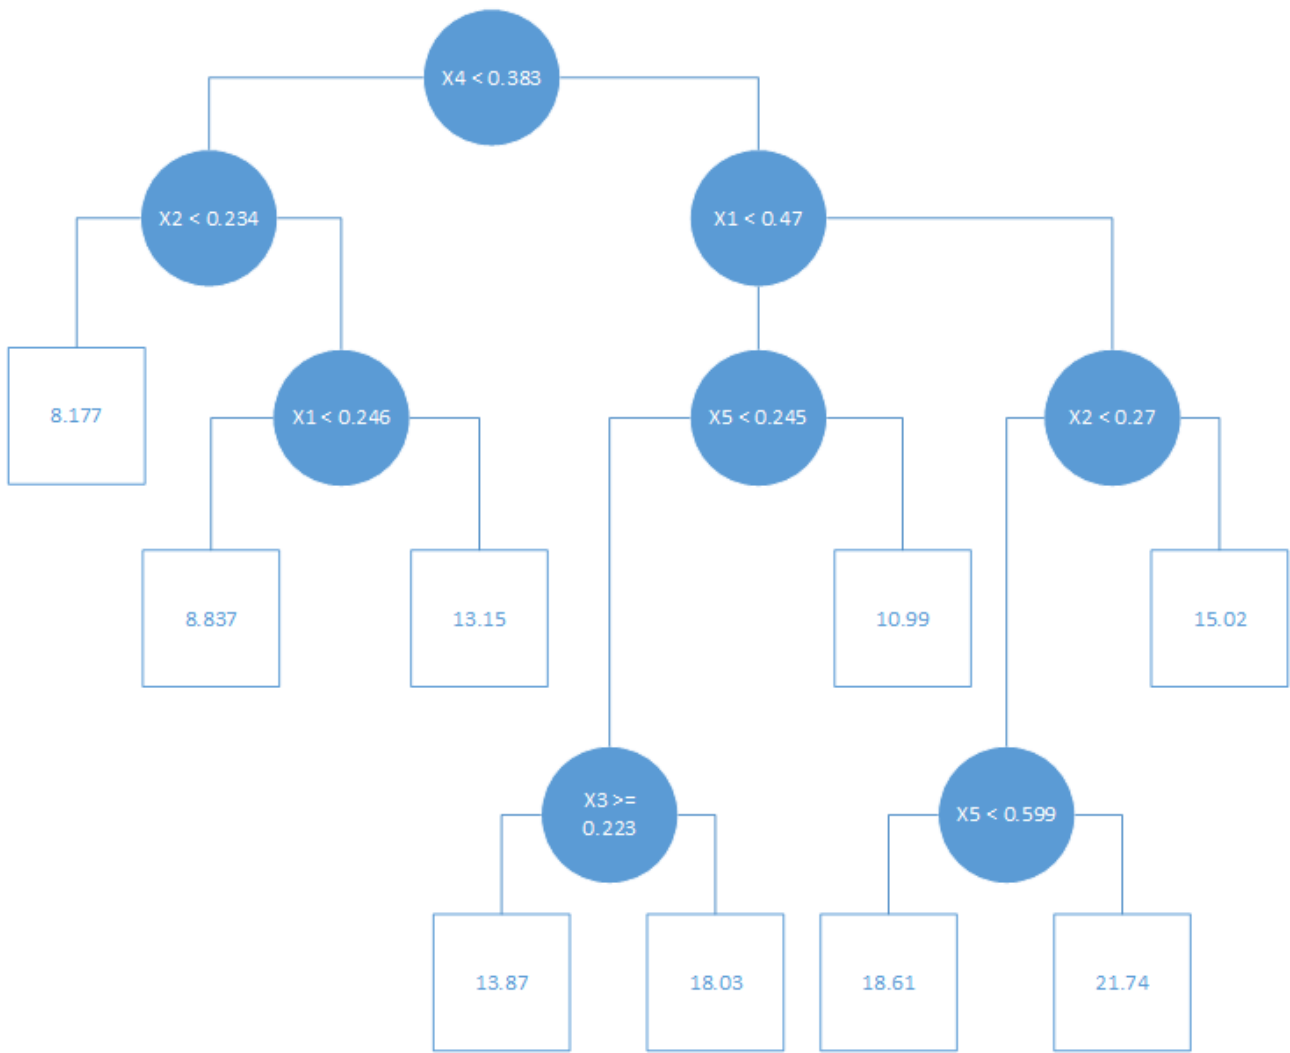 X4 < 0.383
X2 < 0.234
X1 < 0.47
8.177
X1 < 0.246
X5 < 0.245
X2 < 0.27
8.837
13.15
10.99
15.02
X3 >=
0.223
X5 < 0.599
13.87
18.03
18.61
21.74